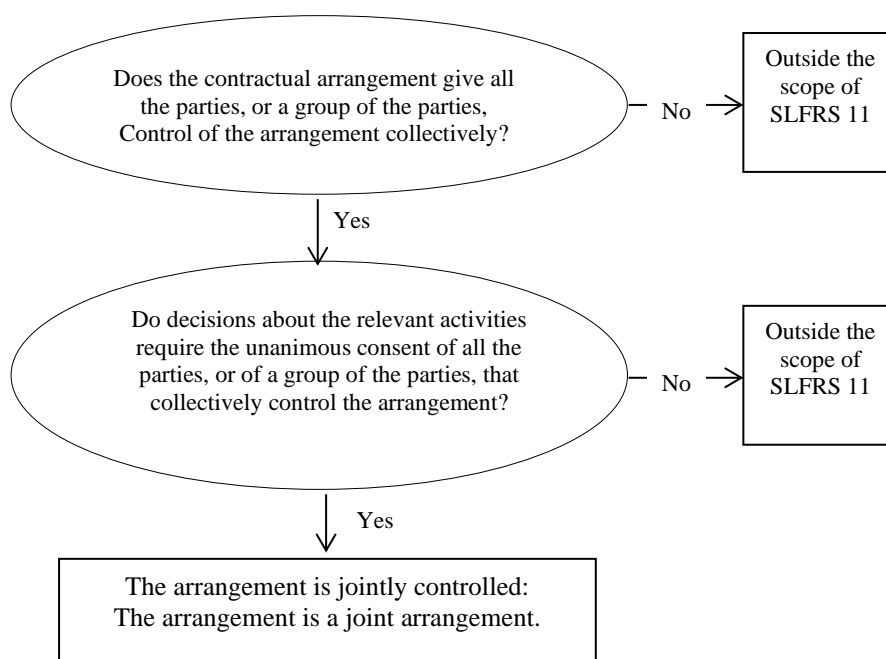 Does the contractual arrangement give all
the parties, or a group of the parties,
Control of the arrangement collectively?
No
Outside the
scope of
SLFRS 11
Yes
Do decisions about the relevant activities
require the unanimous consent of all the
parties, or of a group of the parties, that
collectively control the arrangement?
No
Outside the
scope of
SLFRS 11
Yes
The arrangement is jointly controlled:
The arrangement is a joint arrangement.